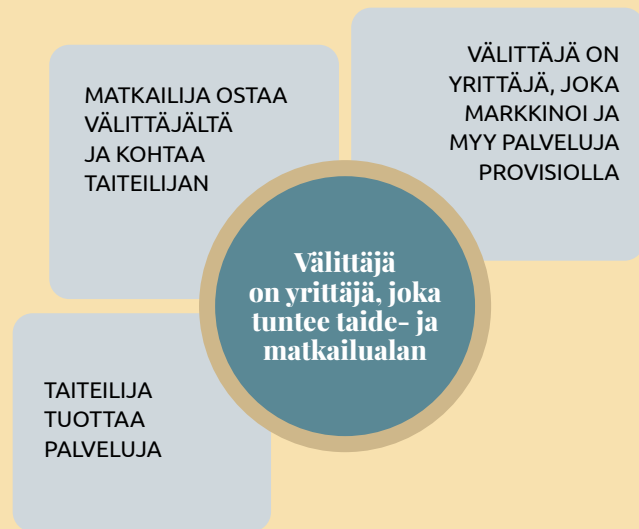 MATKAILIJA OSTAA
VÄLITTÄJÄLTÄ
JA KOHTAA
TAITEILIJAN
VÄLITTÄJÄ ON
YRITTÄJÄ, JOKA
MARKKINOI JA
MYY PALVELUJA
PROVISIOLLA
Välittäjä
on yrittäjä, joka
tuntee taide- ja
matkailualan
TAITEILIJA
TUOTTAA
PALVELUJA